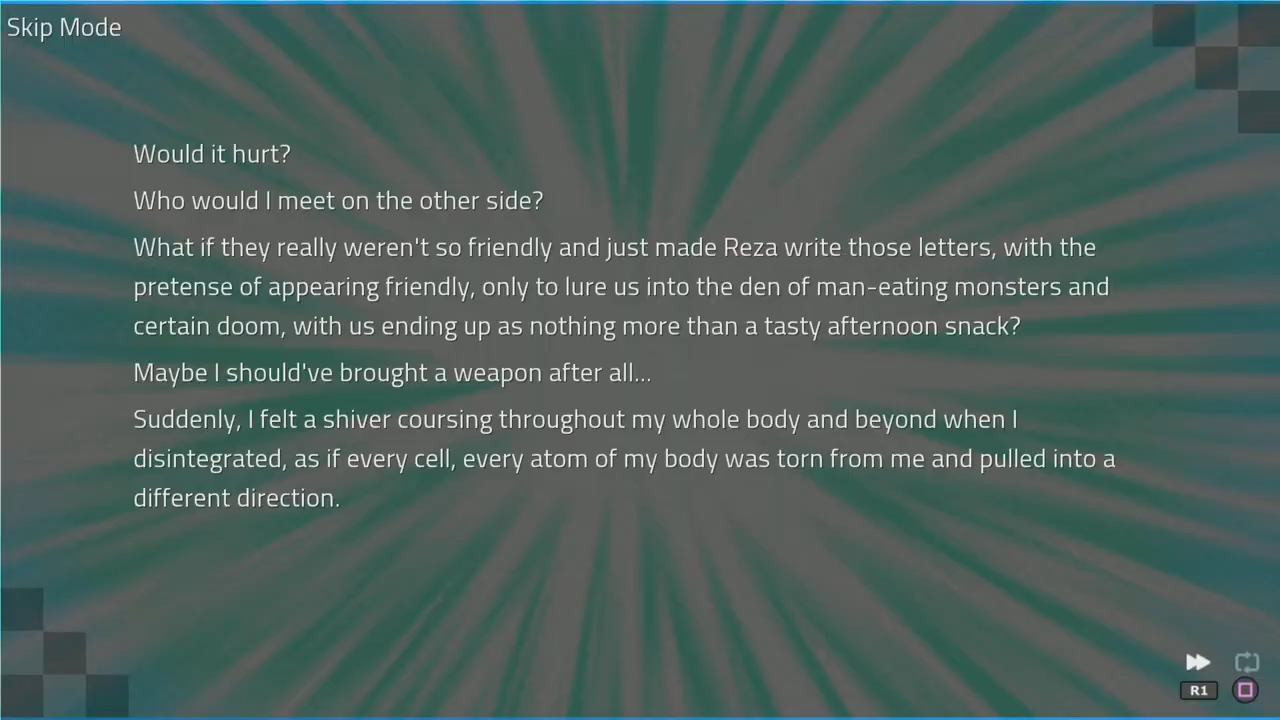 Skip Mode
Would it hurt?
Who would I meet on the other side?
What if they really weren't so friendly and just made Reza write those letters, with the
pretense of appearing friendly, only to lure us into the den of man-eating monsters and
certain doom, with us ending up as nothing more than a tasty afternoon snack?
Maybe I should've brought a weapon after all...
Suddenly, I felt a shiver coursing throughout my whole body and beyond when I
disintegrated, as if every cell, every atom of my body was torn from me and pulled into a
different direction.
R1